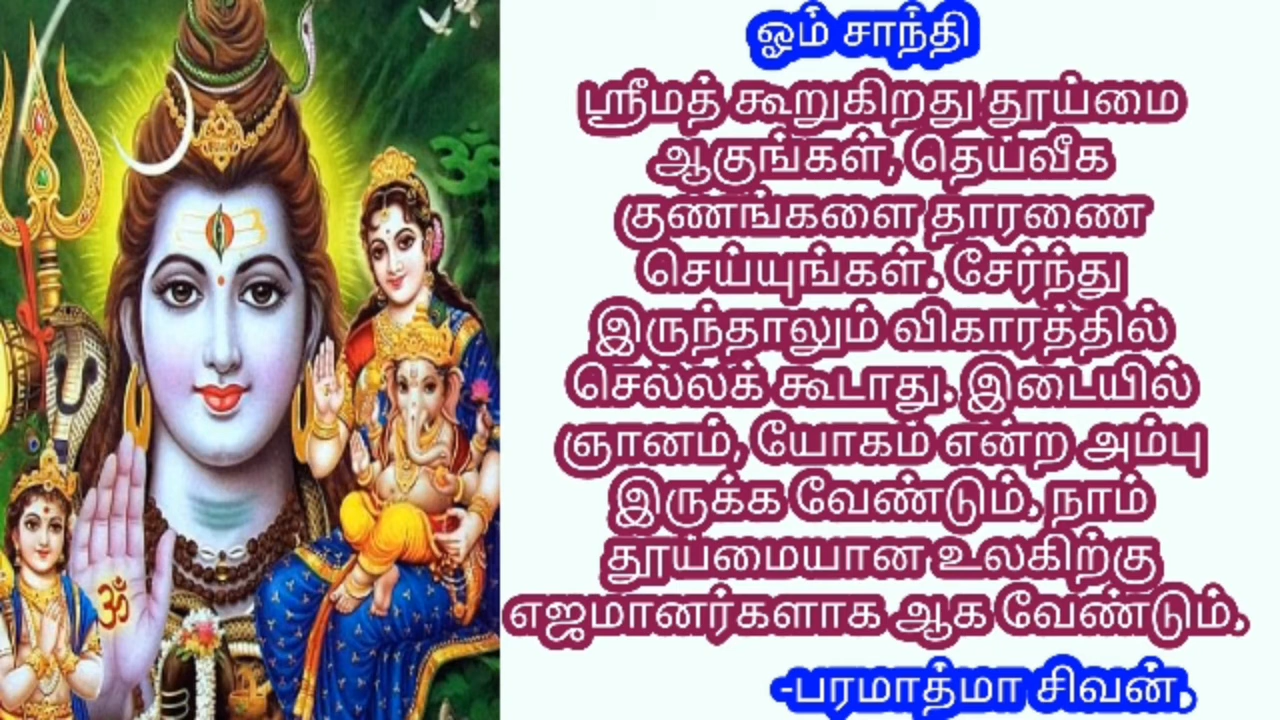 ஓம் சாந்தி
ஸ்ரீமத் கூறுகிறது தூய்மை
ஆகுங்கள், தெய்வீக
குணங்களை தாரணை
செய்யுங்கள். சேர்ந்து
இருந்தாலும் விகாரத்தில்
செல்லக் கூடாது. இடையில்
ஞானம், யோகம் என்ற அம்பு
இருக்க வேண்டும். நாம்
தூய்மையான உலகிற்கு
எஜமானர்களாக ஆக வேண்டும்.
-பரமாத்மா சிவன்.
ॐ
ॐ